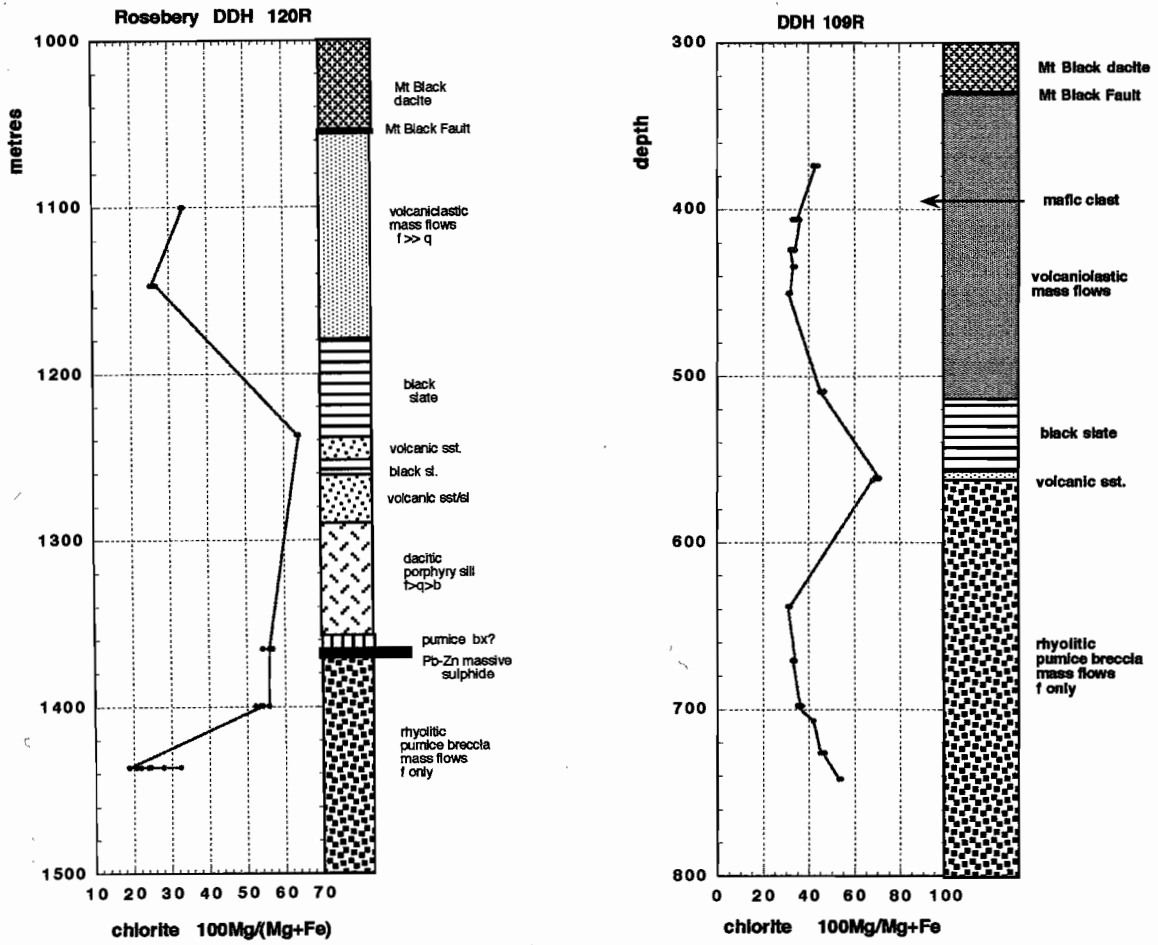 Rosebery DDH 120R
metres
1000
1100
1200
1300
1400
1500
10 20 30 40 50 60 70
chlorite 100Mg/(Mg+Fe)
Mt Black
dacite
Mt Black Fault
volcaniclastic
mass flows
f >> q
black
slate
volcanic sst.
black sl.
volcanic sst/sl
dacitic
porphyry sill
f>q>b
pumice bx?
Pb-Zn massive
sulphide
rhyolitic
pumice breccia
mass flows
f only
DDH 109R
depth
300
400
500
600
700
800
0 20 40 60 80 100
chlorite 100Mg/Mg+Fe
Mt Black dacite
Mt Black Fault
mafic clast
volcaniolastic
mass flows
black slate
volcanic sst.
rhyolitic
pumice breccia
mass flows
f only